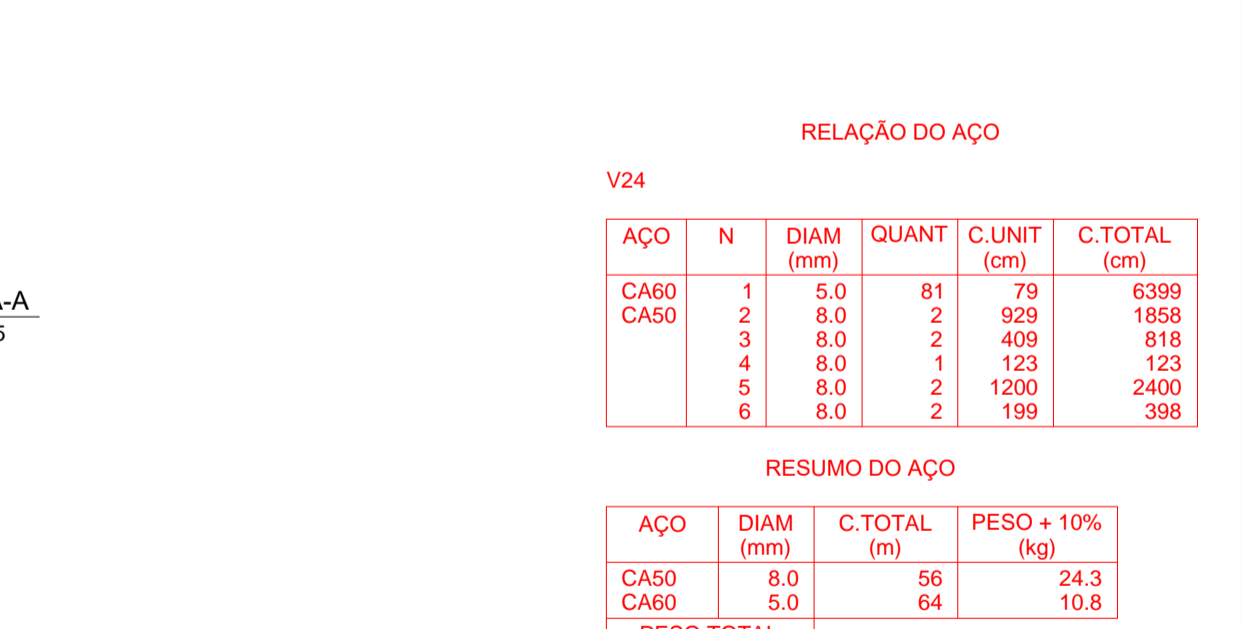 RELAÇÃO DO AÇO
V24
AÇO N DIAM QUANT C.UNIT C.TOTAL
(mm) (cm) (cm)
CA60 1 5.0 81 79 6399
CA50 2 8.0 2 929 1858
3 8.0 2 409 818
4 8.0 1 123 123
5 8.0 2 1200 2400
6 8.0 2 199 398
-A
5
RESUMO DO AÇO
AÇO DIAM C.TOTAL PESO + 10%
(mm) (m) (kg)
CA50 8.0 56 24.3
CA60 5.0 64 10.8
PESO TOTAL